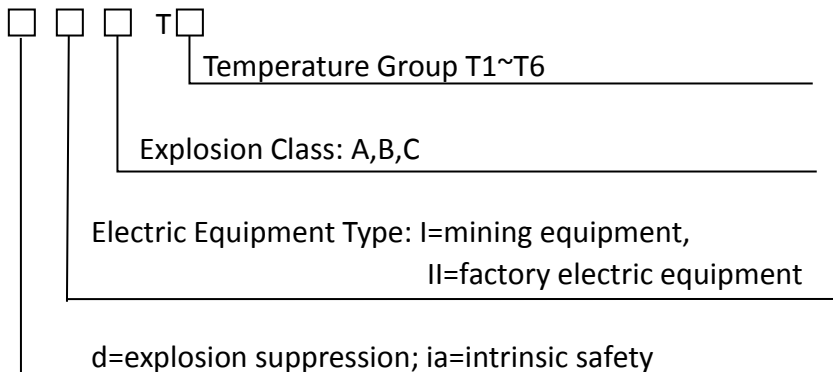 □ □ □ T□
Temperature Group T1~T6
Explosion Class: A,B,C
Electric Equipment Type: I=mining equipment,
II=factory electric equipment
d=explosion suppression; ia=intrinsic safety